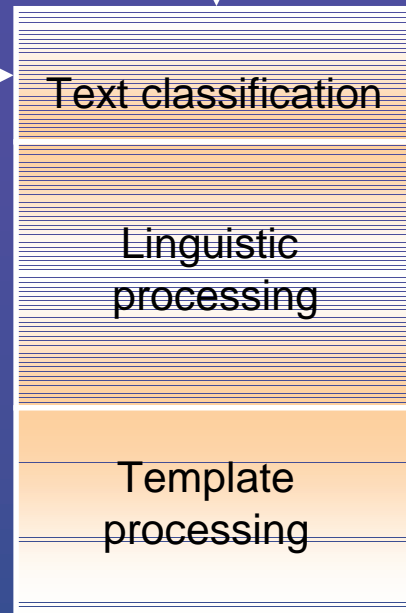 Text classification
Linguistic
processing
Template
processing